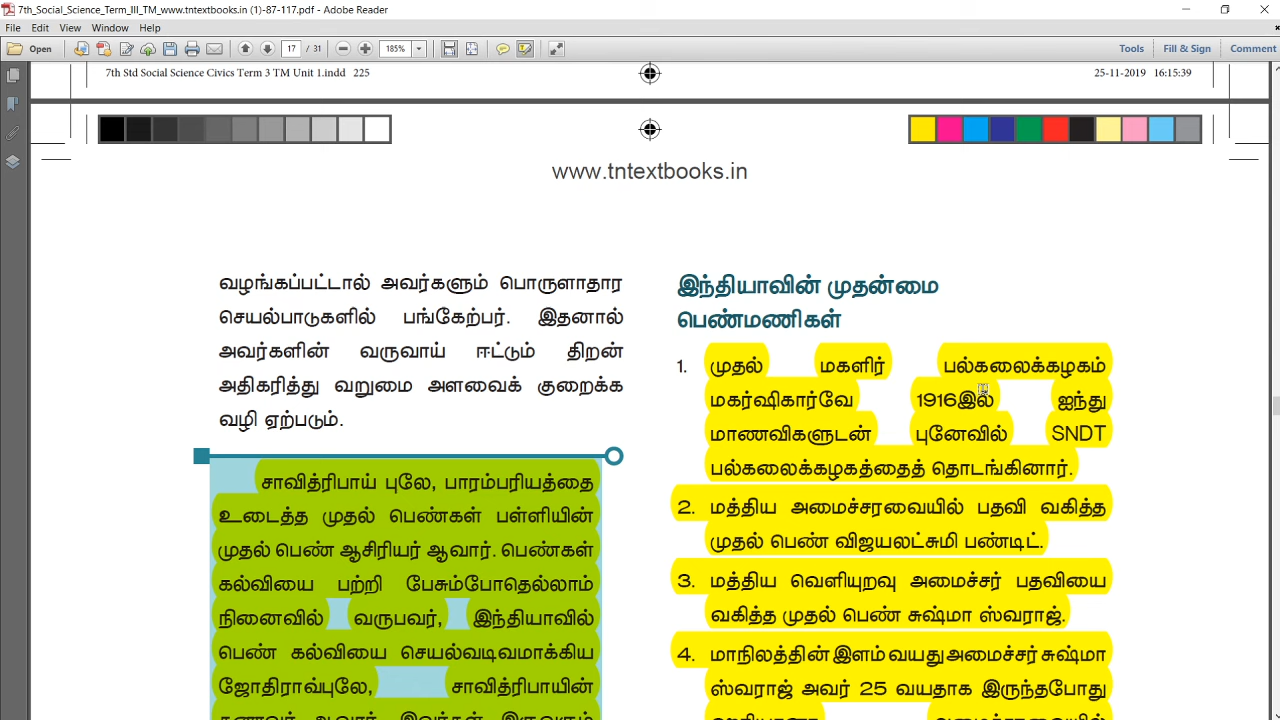 7th_Social_Science_Term_III_TM_www.tntextbooks.in (1)-87-117.pdf - Adobe Reader
File Edit View Window Help
Open 17 / 31 185% Tools Fill & Sign Comment
7th Std Social Science Civics Term 3 TM Unit 1.indd 225 25-11-2019 16:15:39
www.tntextbooks.in
வழங்கப்பட்டால் அவர்களும் பொருளாதார
செயல்பாடுகளில் பங்கேற்பர். இதனால்
அவர்களின் வருவாய் ஈட்டும் திறன்
அதிகரித்து வறுமை அளவைக் குறைக்க
வழி ஏற்படும்.
சாவித்ரிபாய் புலே, பாரம்பரியத்தை
உடைத்த முதல் பெண்கள் பள்ளியின்
முதல் பெண் ஆசிரியர் ஆவார். பெண்கள்
கல்வியை பற்றி பேசும்போதெல்லாம்
நினைவில் வருபவர், இந்தியாவில்
பெண் கல்வியை செயல்வடிவமாக்கிய
ஜோதிராவ்புலே, சாவித்ரிபாயின்
கணவர் ஆவார். இவர்கள் இருவரும்
இந்தியாவின் முதன்மை
பெண்மணிகள்
1. முதல் மகளிர் பல்கலைக்கழகம்
மகர்ஷிகார்வே 1916இல் ஐந்து
மாணவிகளுடன் புனேவில் SNDT
பல்கலைக்கழகத்தைத் தொடங்கினார்.
2. மத்திய அமைச்சரவையில் பதவி வகித்த
முதல் பெண் விஜயலட்சுமி பண்டிட்.
3. மத்திய வெளியுறவு அமைச்சர் பதவியை
வகித்த முதல் பெண் சுஷ்மா ஸ்வராஜ்.
4. மாநிலத்தின் இளம் வயது அமைச்சர் சுஷ்மா
ஸ்வராஜ் அவர் 25 வயதாக இருந்தபோது